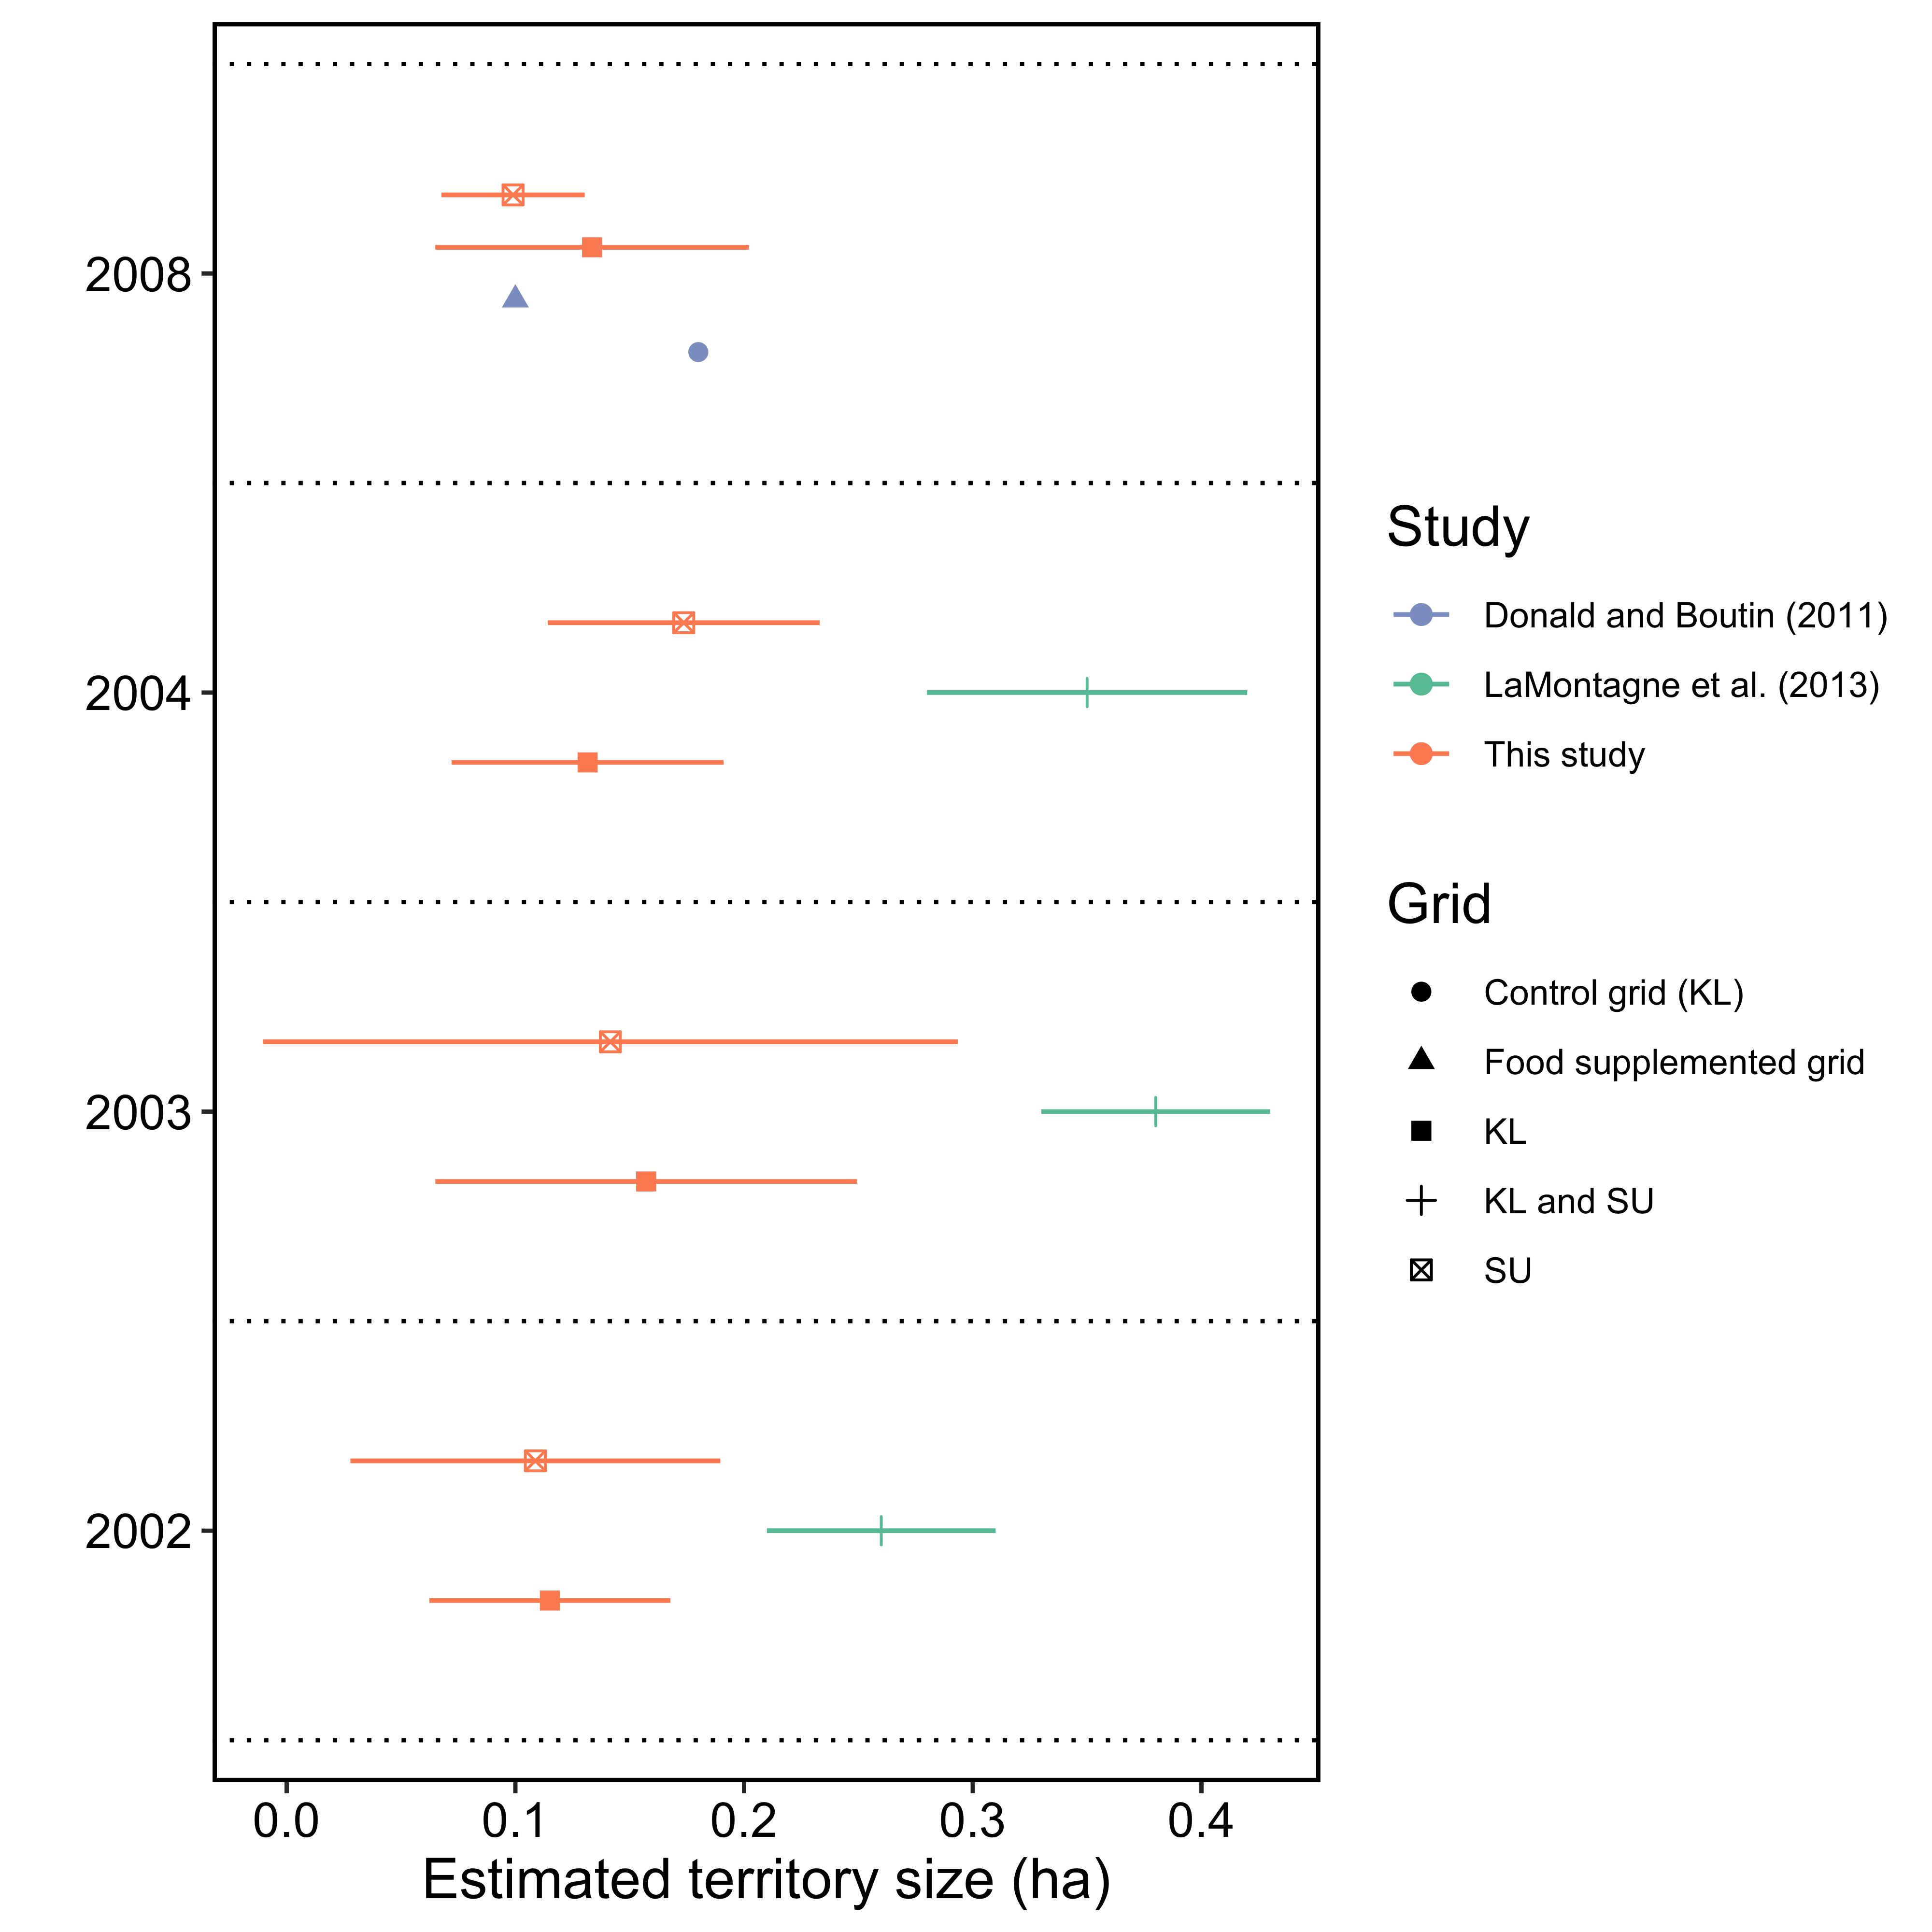 2008
2004
2003
2002
0.0 0.1 0.2 0.3 0.4
Estimated territory size (ha)
Study
Donald and Boutin (2011)
LaMontagne et al. (2013)
This study
Grid
Control grid (KL)
Food supplemented grid
KL
KL and SU
SU